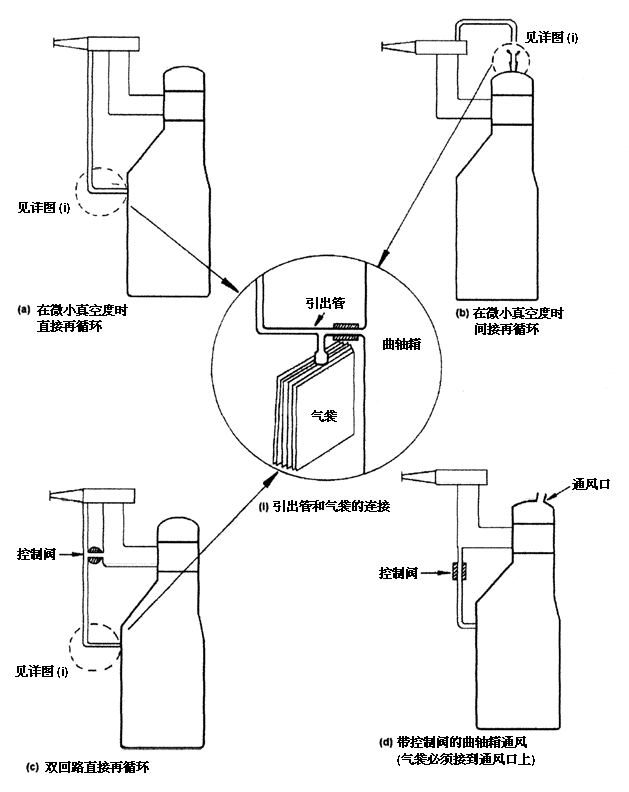 见详图(i)
见详图(i)
(a) 在微小真空度时
直接再循环
(b) 在微小真空度时
间接再循环
引出管
曲轴箱
气袋
(i) 引出管和气袋的连接
通风口
控制阀
控制阀
见详图(i)
(c) 双回路直接再循环
(d) 带控制阀的曲轴箱通风
(气袋必须接到通风口上)